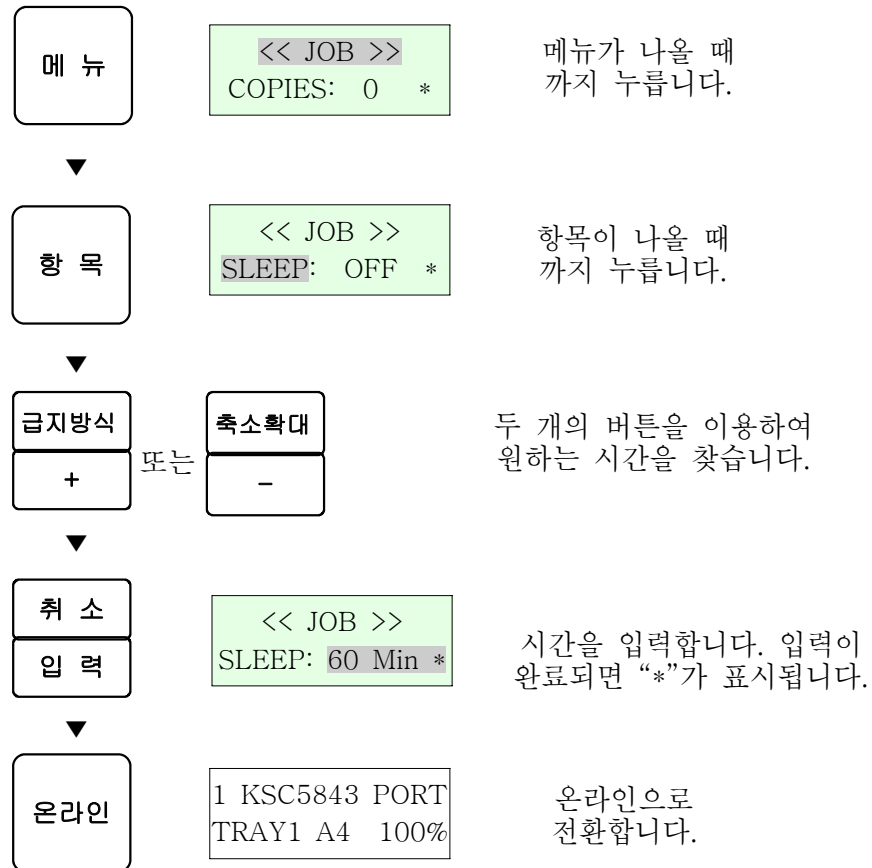 메 뉴
<< JOB >>
COPIES: 0 *
메뉴가 나올 때
까지 누릅니다.
▼
항 목
<< JOB >>
SLEEP: OFF *
항목이 나올 때
까지 누릅니다.
▼
급지방식
+
또는
축소확대
-
두 개의 버튼을 이용하여
원하는 시간을 찾습니다.
▼
취 소
입 력
<< JOB >>
SLEEP: 60 Min *
시간을 입력합니다. 입력이
완료되면 “*”가 표시됩니다.
▼
온라인
1 KSC5843 PORT
TRAY1 A4 100%
온라인으로
전환합니다.